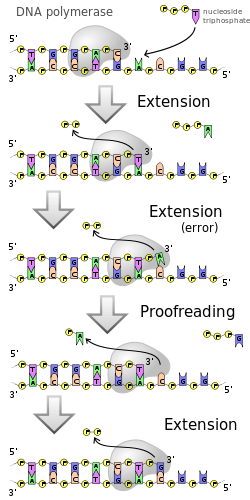 DNA polymerase
P P P T
nucleoside
triphosphate
5' 3'
T G G A C
A C C T G A C G G
3' 5'
Extension
P P
P P P A
5' 3'
T G G A C T
A C C T G A C G G
3' 5'
Extension
(error)
P P
5' 3'
T G G A C T A
A C C T G A C G G
3' 5'
Proofreading
P A
P P G
5' 3'
T G G A C T
A C C T G A C G G
3' 5'
Extension
P P
5' 3'
T G G A C T G
A C C T G A C G G
3' 5'